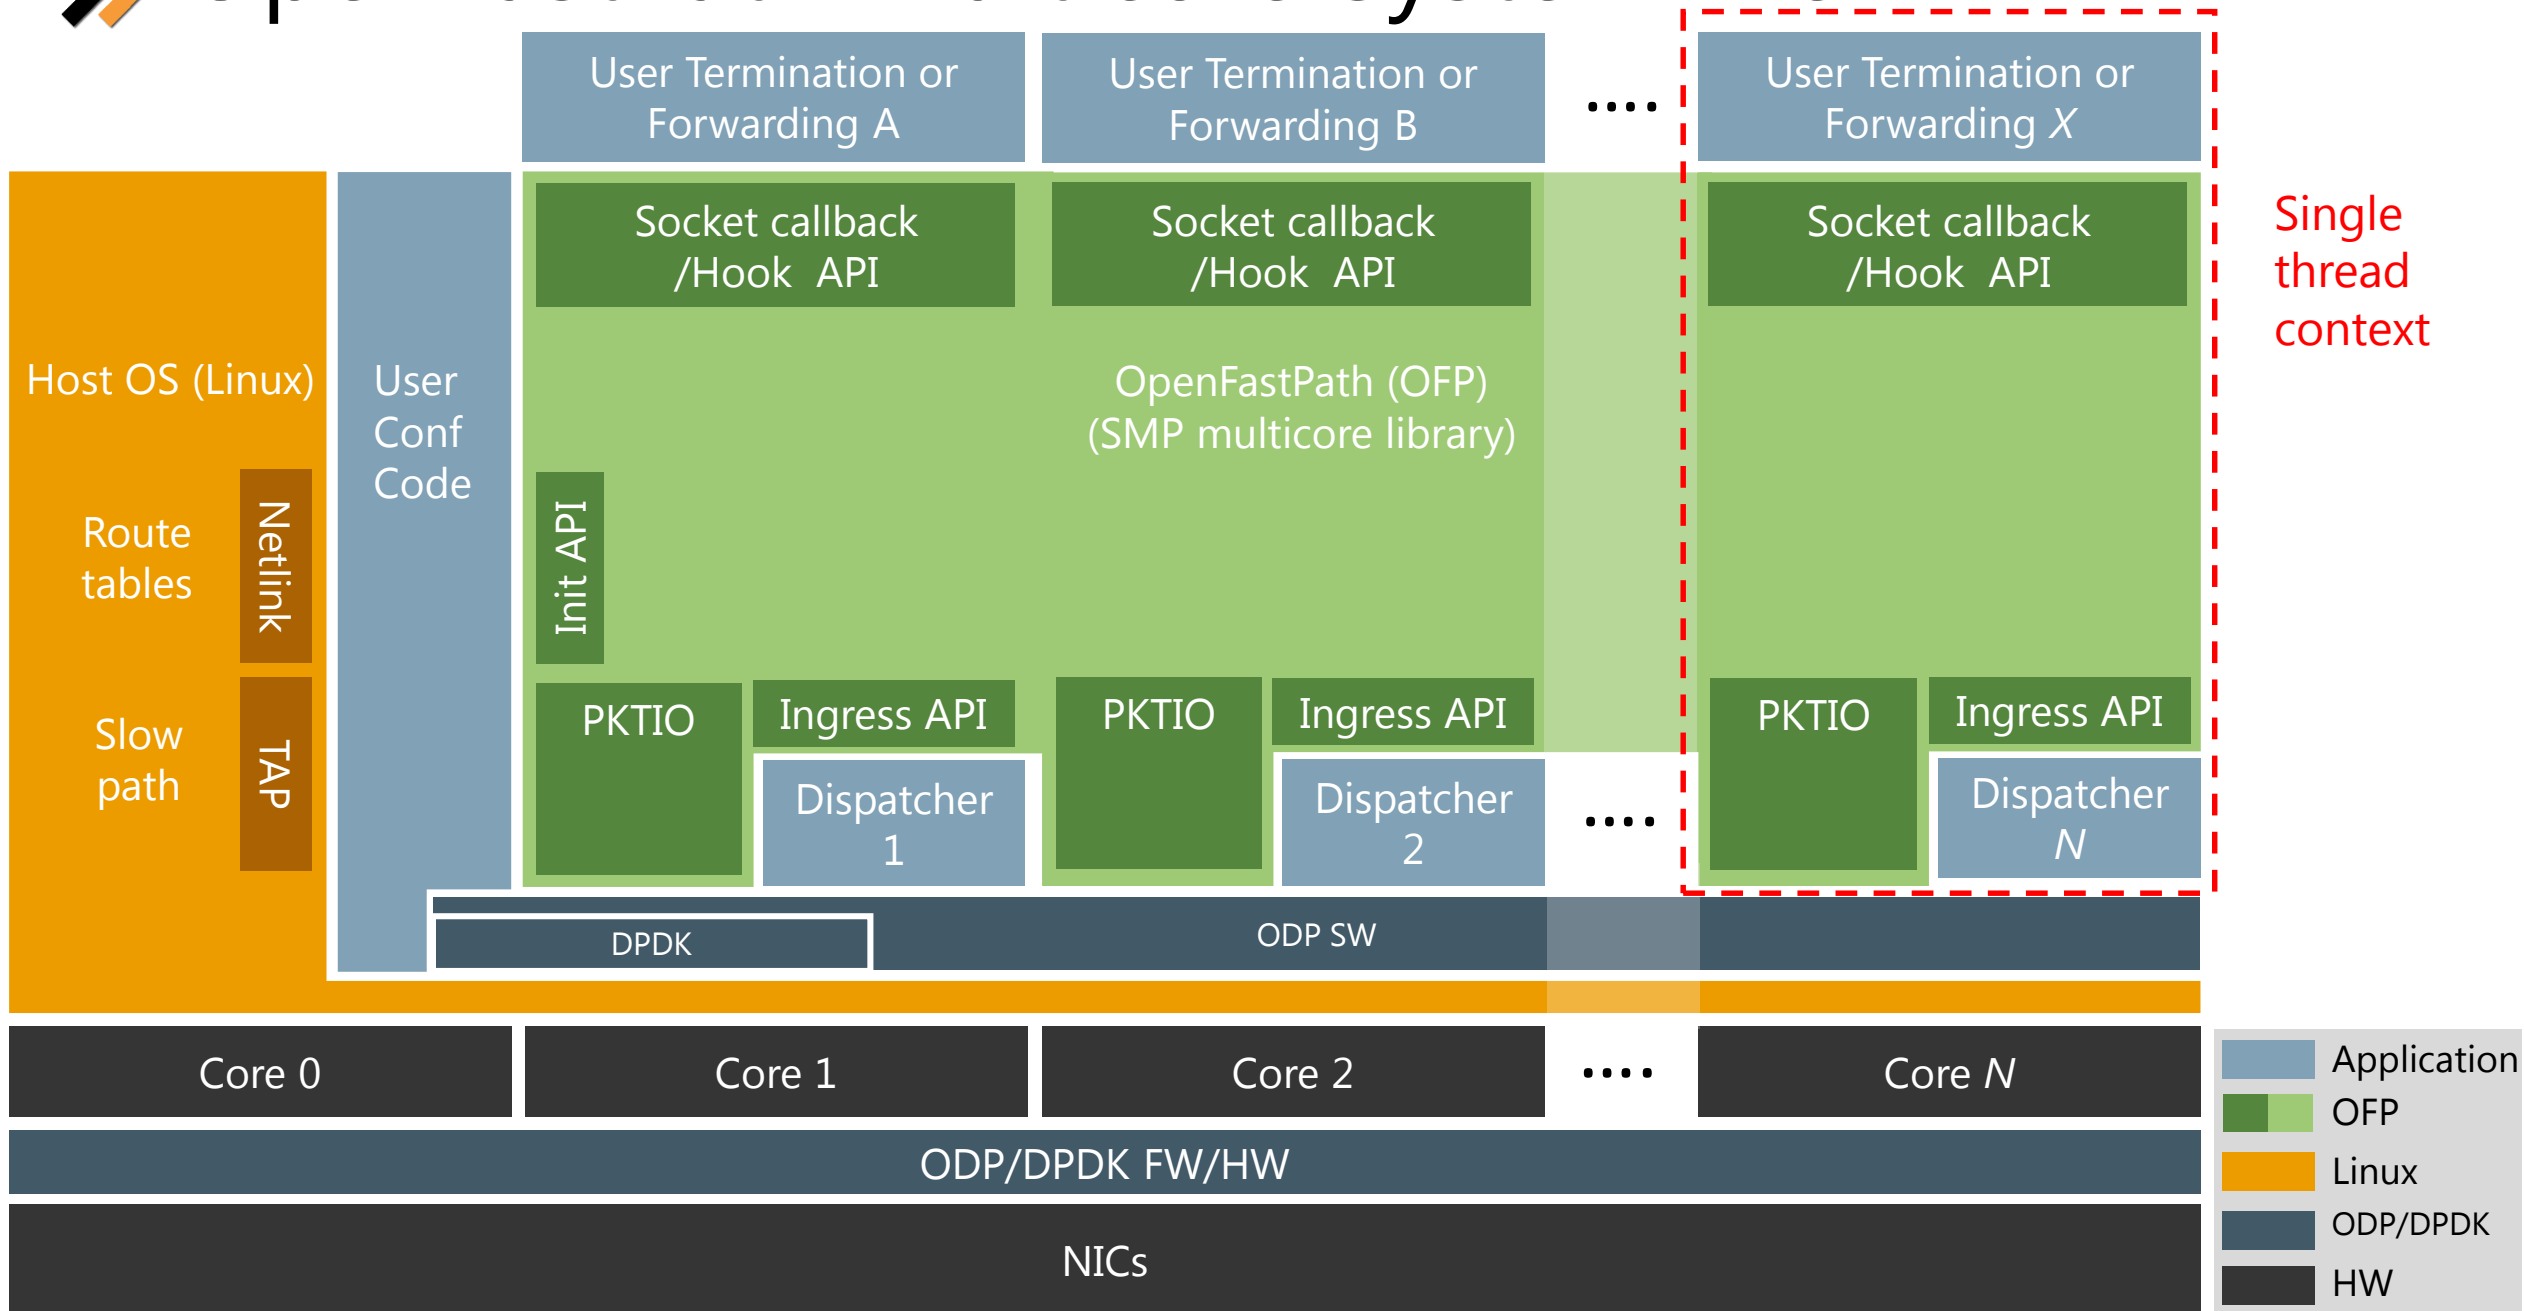 User Termination or
Forwarding A
User Termination or
Forwarding B
....
User Termination or
Forwarding X
Socket callback
/Hook API
Socket callback
/Hook API
Socket callback
/Hook API
Single
thread
context
Host OS (Linux)
User
Conf
Code
OpenFastPath (OFP)
(SMP multicore library)
Route
tables
Netlink
Init API
Slow
path
TAP
PKTIO
Ingress API
PKTIO
Ingress API
PKTIO
Ingress API
Dispatcher
1
Dispatcher
2
....
Dispatcher
N
DPDK
ODP SW
Core 0
Core 1
Core 2
....
Core N
ODP/DPDK FW/HW
NICs
Application
OFP
Linux
ODP/DPDK
HW